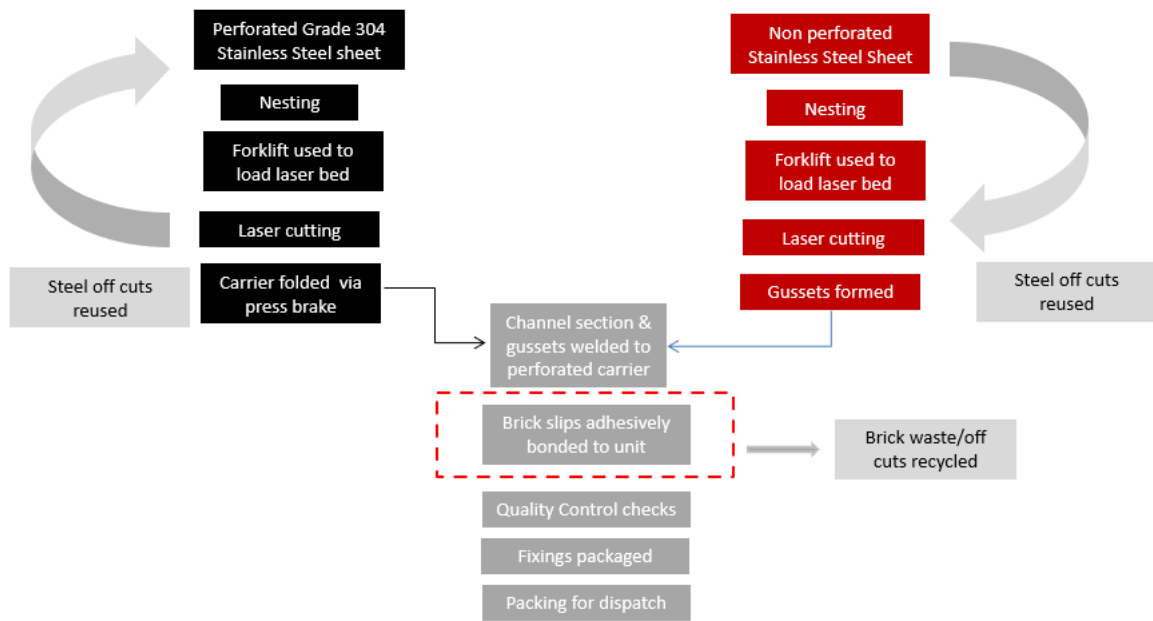 Perforated Grade 304
Stainless Steel sheet
Nesting
Forklift used to
load laser bed
Laser cutting
Carrier folded via
press brake
Steel off cuts
reused
Non perforated
Stainless Steel Sheet
Nesting
Forklift used to
load laser bed
Laser cutting
Gussets formed
Steel off cuts
reused
Channel section &
gussets welded to
perforated carrier
Brick slips adhesively
bonded to unit
Brick waste/off
cuts recycled
Quality Control checks
Fixings packaged
Packing for dispatch